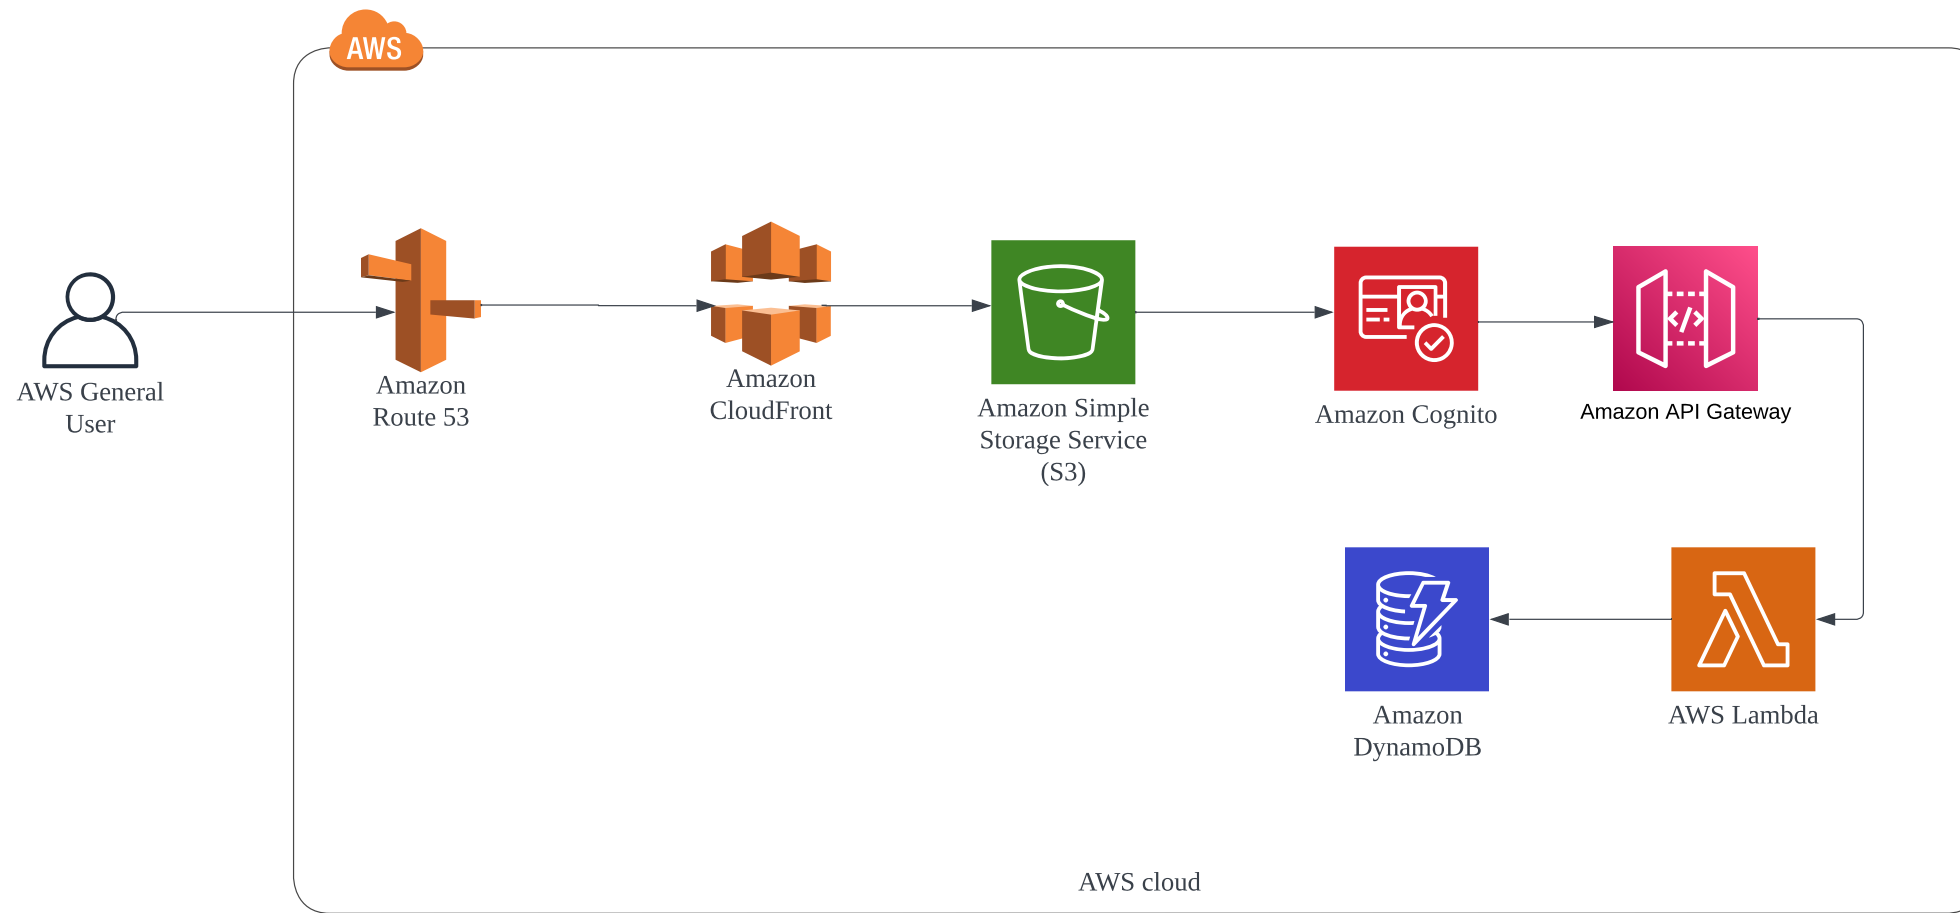 AWS
AWS General
User
Amazon
Route 53
Amazon
CloudFront
Amazon Simple
Storage Service
(S3)
Amazon Cognito
Amazon API Gateway
Amazon
DynamoDB
AWS Lambda
AWS cloud